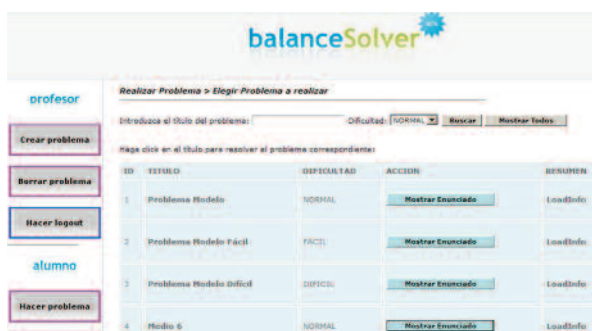 balanceSolver
profesor
Crear problema
Borrar problema
Hacer logout
alumno
Hacer problema
Realizar Problema > Elegir Problema a realizar
Introduzca el título del problema: Dificultad: NORMAL Buscar Mostrar Todos
Haga click en el título para resolver el problema correspondiente:
ID TITULO DIFICULTAD ACCION RESUMEN
1 Problema Modelo NORMAL Mostrar Enunciado LoadInfo
2 Problema Modelo Fácil FACIL Mostrar Enunciado LoadInfo
3 Problema Modelo Difícil DIFICIL Mostrar Enunciado LoadInfo
4 Medio 6 NORMAL Mostrar Enunciado LoadInfo